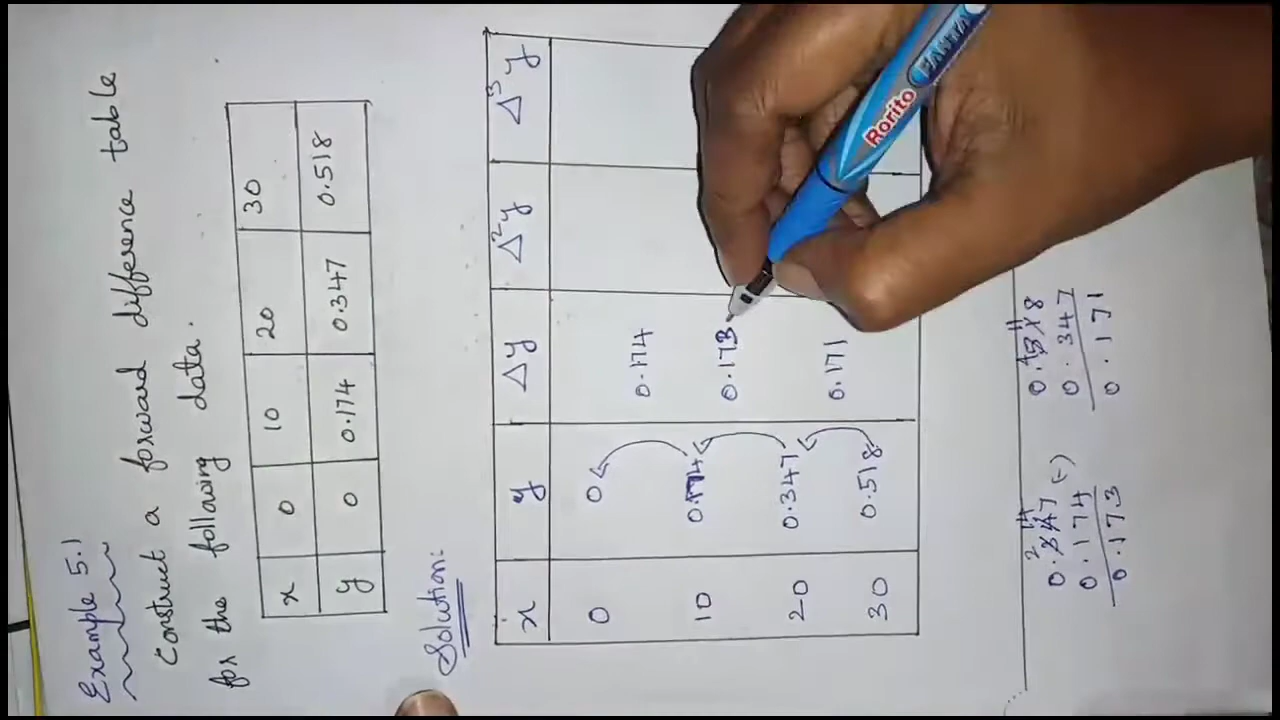 Example 5.1
Construct a forward difference table
for the following data.
x 0 10 20 30
y 0 0.174 0.347 0.518
Solution:
x y Δy Δ²y Δ³y
0 0
0.174
10 0.174
0.173
20 0.347
0.171
30 0.518
0.347 (-)
0.174
0.173
0.518
0.347
0.171
Rorito